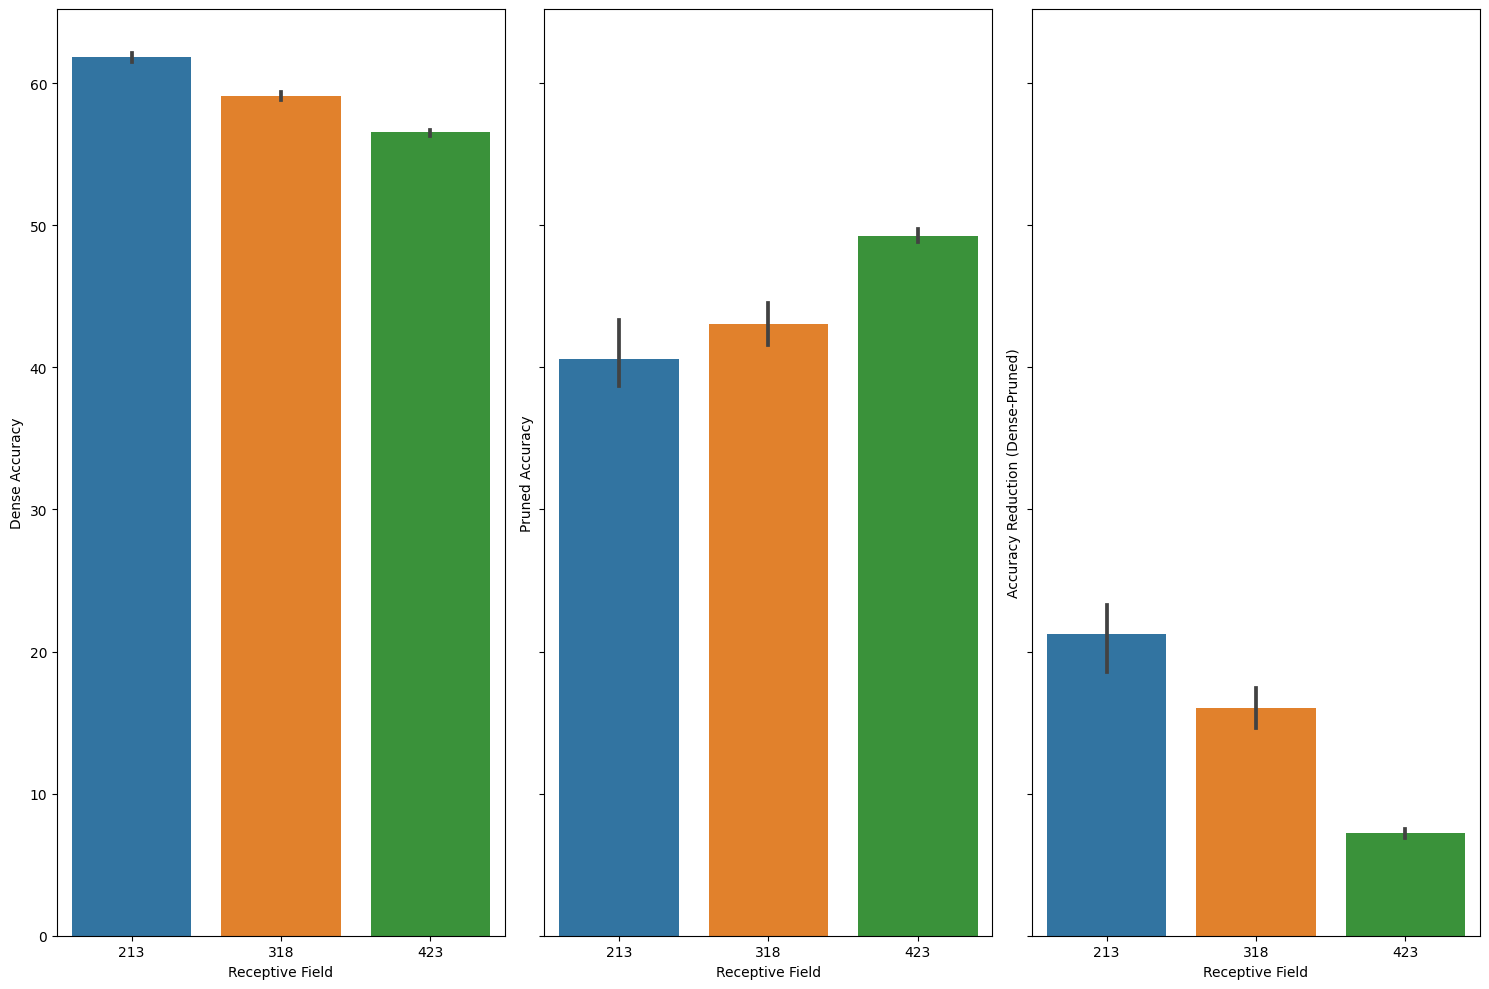 Dense Accuracy
60
50
40
30
20
10
0
213 318 423
Receptive Field
Pruned Accuracy
213 318 423
Receptive Field
Accuracy Reduction (Dense-Pruned)
213 318 423
Receptive Field